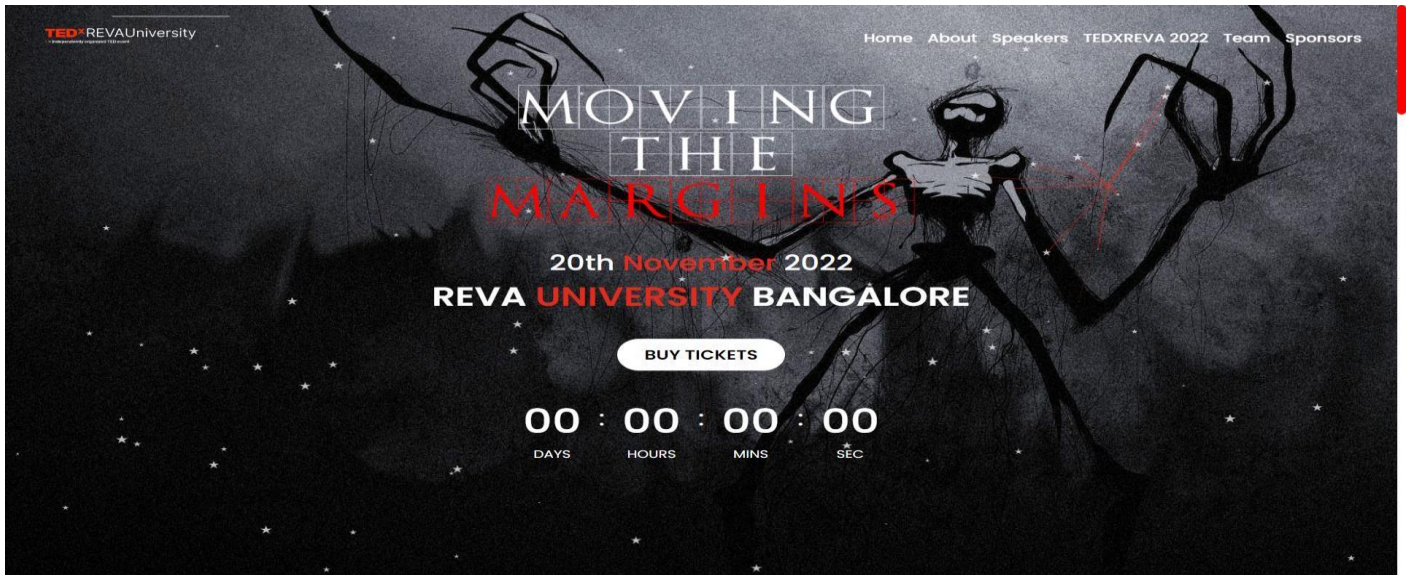 TEDxREVAUniversity
Home About Speakers TEDXREVA 2022 Team Sponsors
MOVING
THE
MARGINS
20th November 2022
REVA UNIVERSITY BANGALORE
BUY TICKETS
00 : 00 : 00 : 00
DAYS HOURS MINS SEC